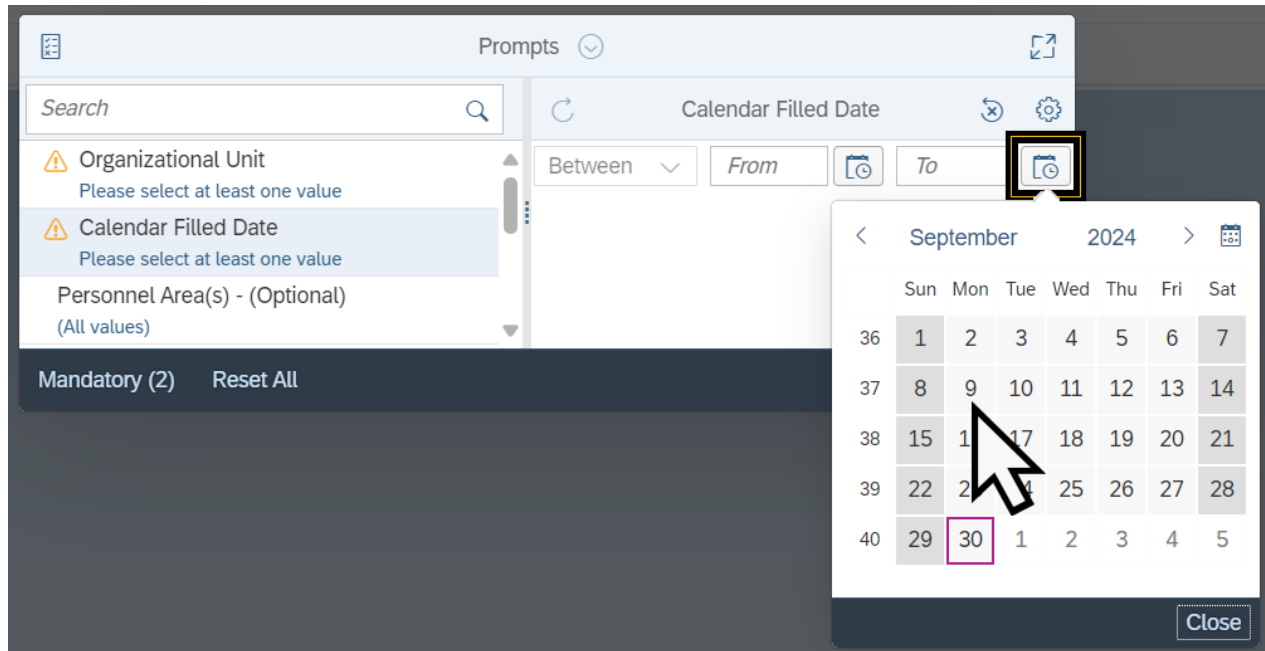 Prompts
Search
Calendar Filled Date
Organizational Unit
Please select at least one value
Between From To
Calendar Filled Date
Please select at least one value
Personnel Area(s) - (Optional)
(All values)
Mandatory (2) Reset All
September 2024
Sun Mon Tue Wed Thu Fri Sat
36 1 2 3 4 5 6 7
37 8 9 10 11 12 13 14
38 15 17 18 19 20 21
39 22 25 26 27 28
40 29 30 1 2 3 4 5
Close